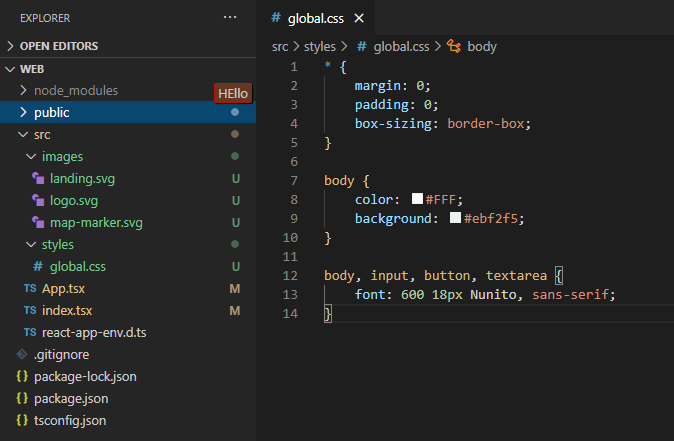 EXPLORER
...
OPEN EDITORS
WEB
node_modules
HEllo
public
src
images
landing.svg U
logo.svg U
map-marker.svg U
styles
global.css U
TS App.tsx M
TS index.tsx M
TS react-app-env.d.ts
.gitignore
{} package-lock.json
{} package.json
{} tsconfig.json
# global.css ×
src > styles > # global.css > body
1 * {
2 margin: 0;
3 padding: 0;
4 box-sizing: border-box;
5 }
6
7 body {
8 color: #FFF;
9 background: #ebf2f5;
10 }
11
12 body, input, button, textarea {
13 font: 600 18px Nunito, sans-serif;
14 }